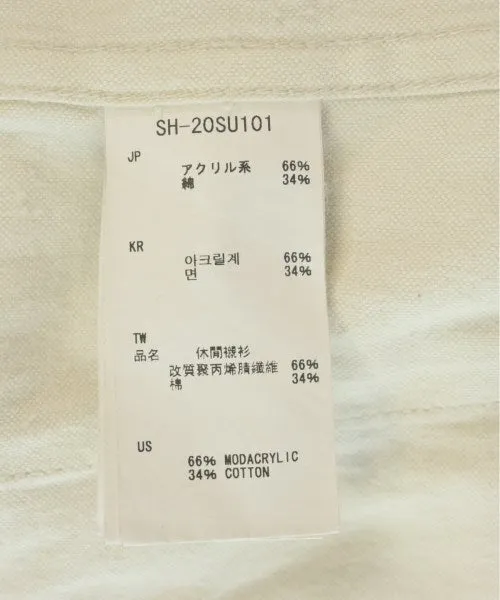 SH-20SU101
JP
アクリル系 66%
綿 34%
KR
아크릴계 66%
면 34%
TW
品名 休閒襯衫
改質聚丙烯腈纖維 66%
棉 34%
US
66% MODACRYLIC
34% COTTON